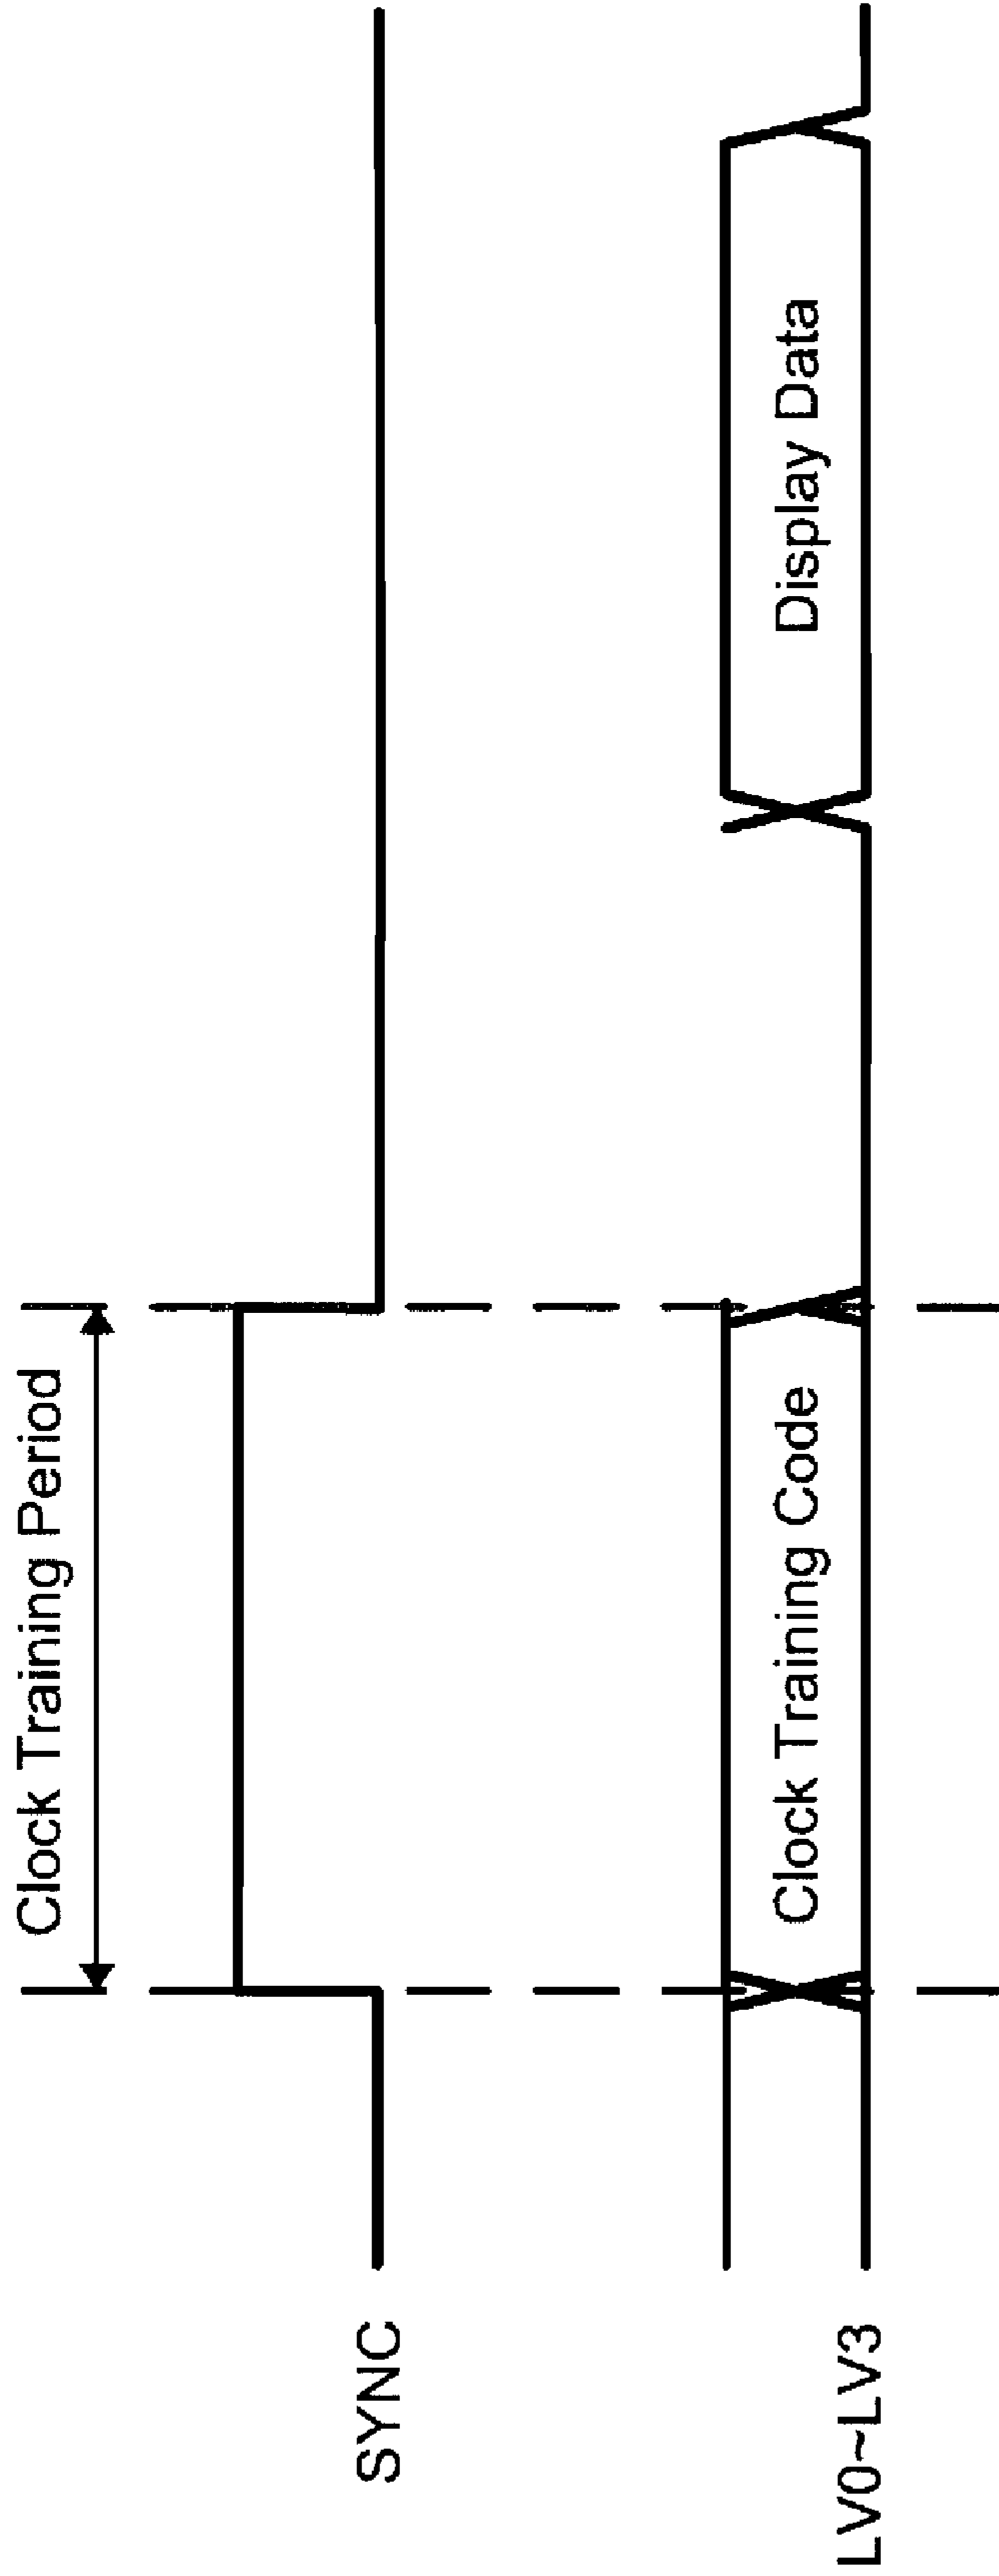 Clock Training Period
SYNC
LV0~LV3
Clock Training Code
Display Data